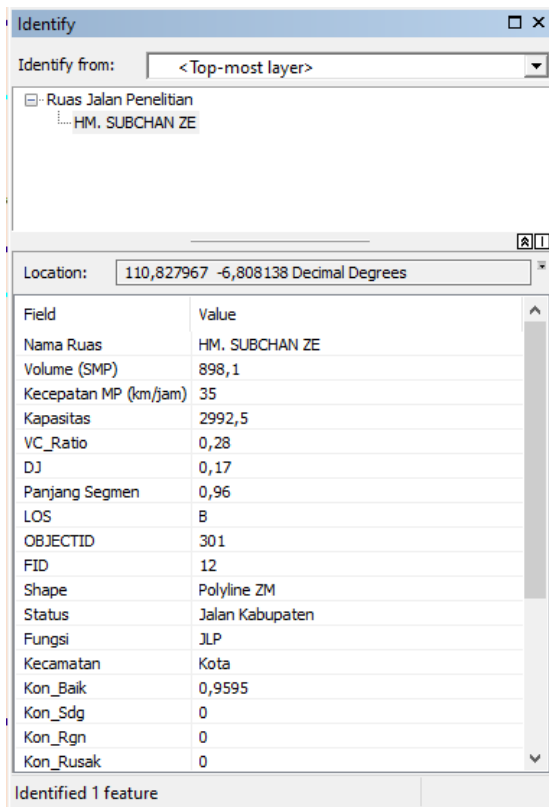 Identify
Identify from: <Top-most layer>
Ruas Jalan Penelitian
HM. SUBCHAN ZE
Location: 110,827967 -6,808138 Decimal Degrees
Field Value
Nama Ruas HM. SUBCHAN ZE
Volume (SMP) 898,1
Kecepatan MP (km/jam) 35
Kapasitas 2992,5
VC_Ratio 0,28
DJ 0,17
Panjang Segmen 0,96
LOS B
OBJECTID 301
FID 12
Shape Polyline ZM
Status Jalan Kabupaten
Fungsi JLP
Kecamatan Kota
Kon_Baik 0,9595
Kon_Sdg 0
Kon_Rgn 0
Kon_Rusak 0
Identified 1 feature